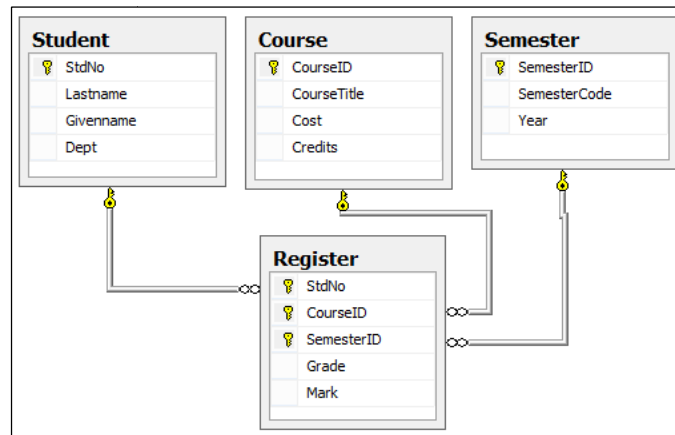 Student
StdNo
Lastname
Givenname
Dept
Course
CourseID
CourseTitle
Cost
Credits
Semester
SemesterID
SemesterCode
Year
Register
StdNo
CourseID
SemesterID
Grade
Mark